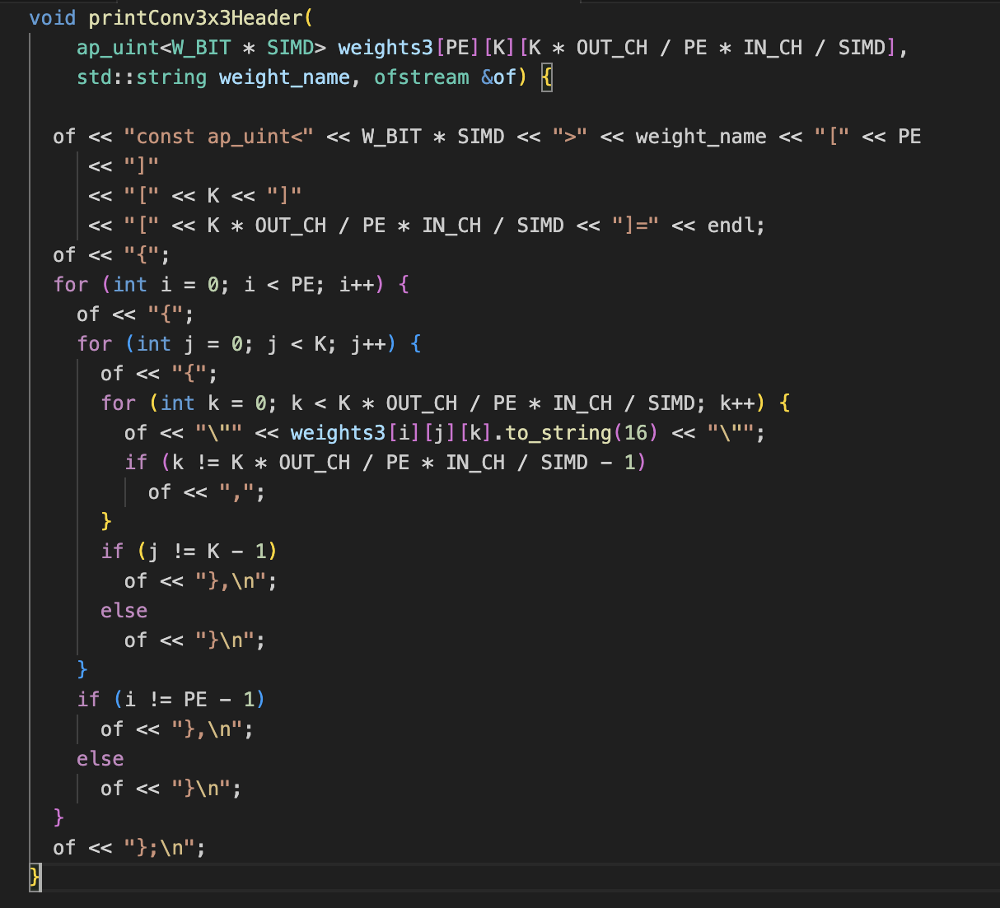 void printConv3x3Header(
    ap_uint<W_BIT * SIMD> weights3[PE][K][K * OUT_CH / PE * IN_CH / SIMD],
    std::string weight_name, ofstream &of) {

  of << "const ap_uint<" << W_BIT * SIMD << ">" << weight_name << "[" << PE
     << "]"
     << "[" << K << "]"
     << "[" << K * OUT_CH / PE * IN_CH / SIMD << "]=" << endl;
  of << "{";
  for (int i = 0; i < PE; i++) {
    of << "{";
    for (int j = 0; j < K; j++) {
      of << "{";
      for (int k = 0; k < K * OUT_CH / PE * IN_CH / SIMD; k++) {
        of << "\"" << weights3[i][j][k].to_string(16) << "\"";
        if (k != K * OUT_CH / PE * IN_CH / SIMD - 1)
          of << ",";
      }
      if (j != K - 1)
        of << "},\n";
      else
        of << "}\n";
    }
    if (i != PE - 1)
      of << "},\n";
    else
      of << "}\n";
  }
  of << "};\n";
}